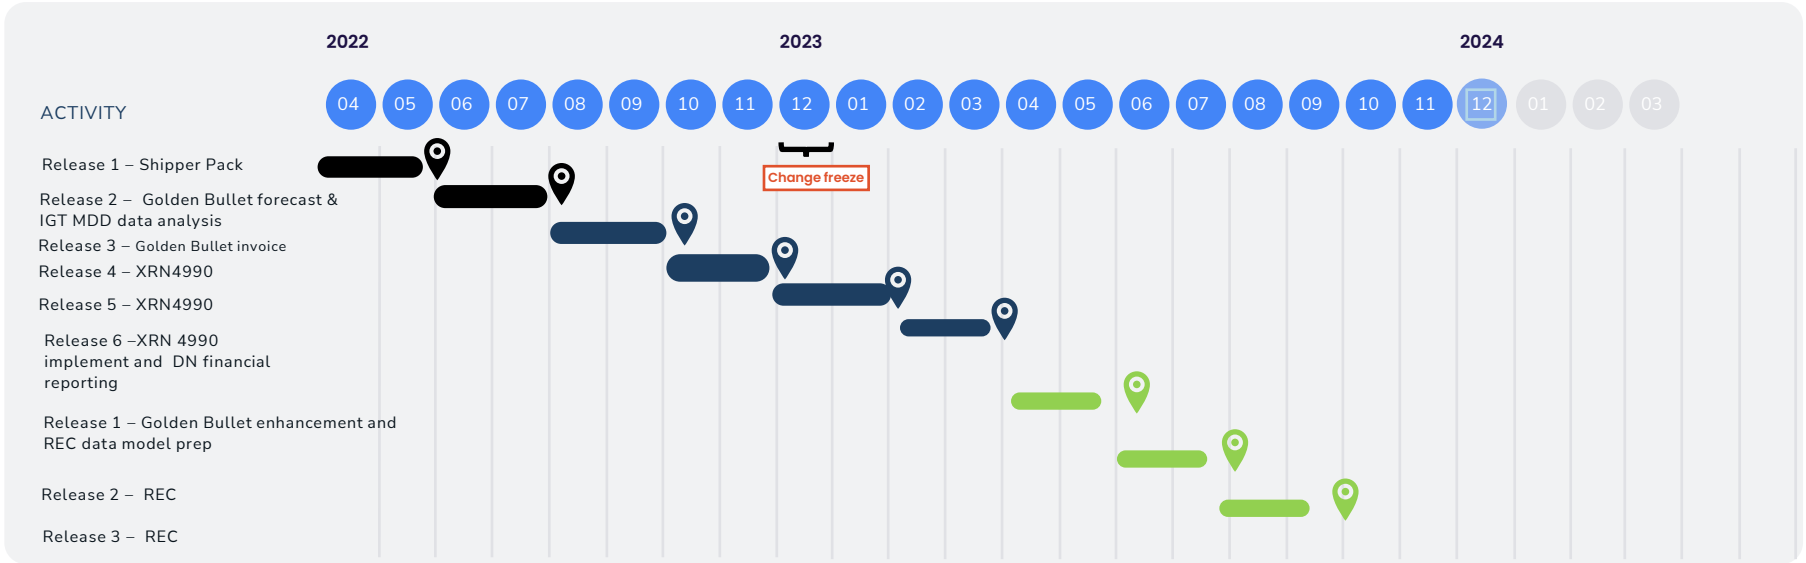 2022
2023
2024
ACTIVITY
04 05 06 07 08 09 10 11 12 01 02 03 04 05 06 07 08 09 10 11 12 01 02 03
Release 1 – Shipper Pack
Change freeze
Release 2 – Golden Bullet forecast &
IGT MDD data analysis
Release 3 – Golden Bullet invoice
Release 4 – XRN4990
Release 5 – XRN4990
Release 6 –XRN 4990
implement and DN financial
reporting
Release 1 – Golden Bullet enhancement and
REC data model prep
Release 2 – REC
Release 3 – REC